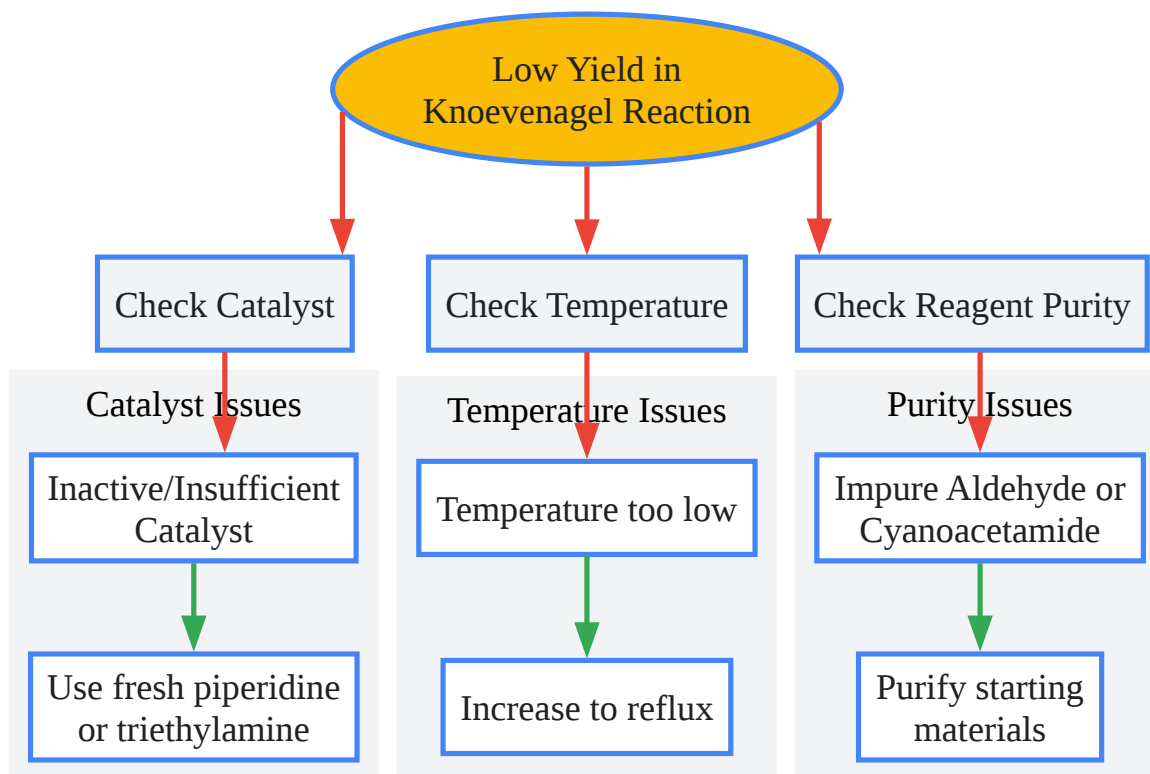 Low Yield in
Knoevenagel Reaction
Check Catalyst
Check Temperature
Check Reagent Purity
Catalyst Issues
Temperature Issues
Purity Issues
Inactive/Insufficient
Catalyst
Temperature too low
Impure Aldehyde or
Cyanoacetamide
Use fresh piperidine
or triethylamine
Increase to reflux
Purify starting
materials